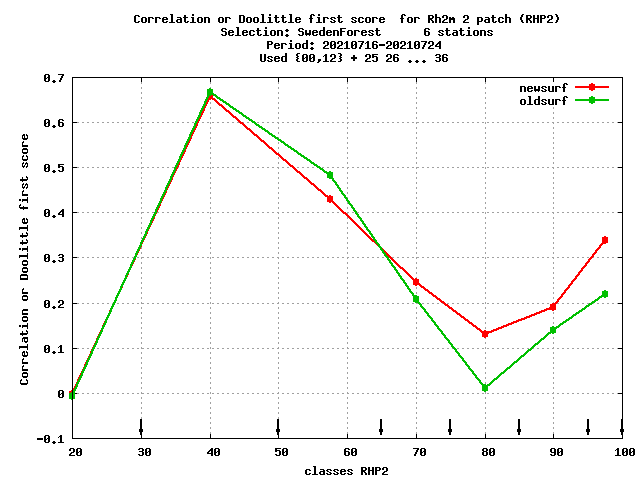 Correlation or Doolittle first score  for Rh2m 2 patch (RHP2)
Selection: SwedenForest      6 stations
Period: 20210716-20210724
Used {00,12} + 25 26 ... 36
newsurf
oldsurf
Correlation or Doolittle first score
0.7
0.6
0.5
0.4
0.3
0.2
0.1
0
-0.1
20 30 40 50 60 70 80 90 100
classes RHP2